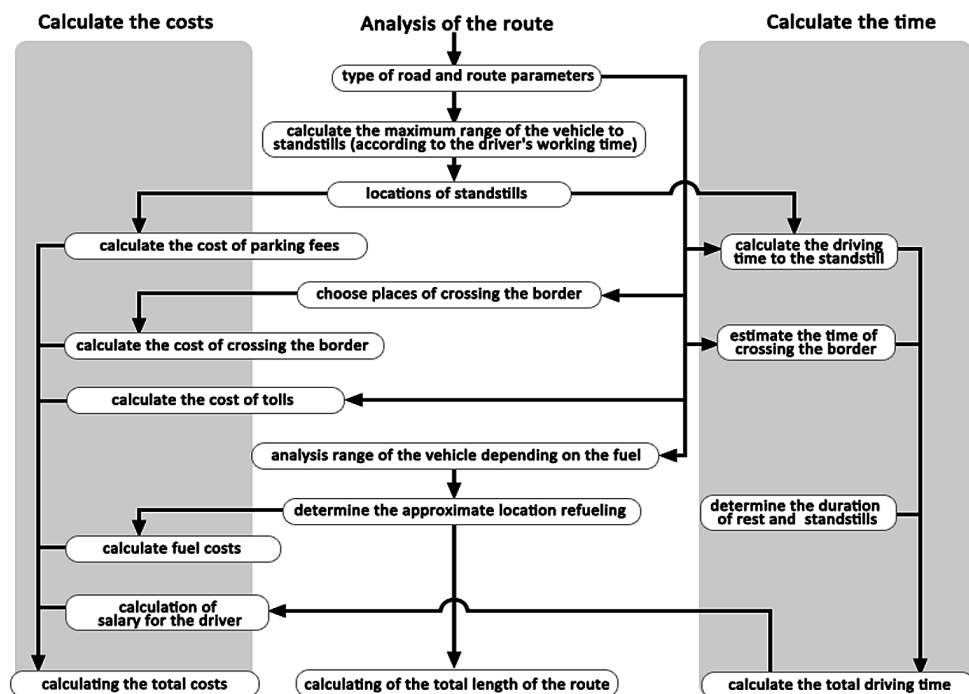 Calculate the costs
Analysis of the route
Calculate the time
type of road and route parameters
calculate the maximum range of the vehicle to
standstills (according to the driver's working time)
locations of standstills
calculate the cost of parking fees
calculate the driving
time to the standstill
choose places of crossing the border
calculate the cost of crossing the border
estimate the time of
crossing the border
calculate the cost of tolls
analysis range of the vehicle depending on the fuel
determine the approximate location refueling
determine the duration
of rest and standstills
calculate fuel costs
calculation of
salary for the driver
calculating the total costs
calculating of the total length of the route
calculate the total driving time